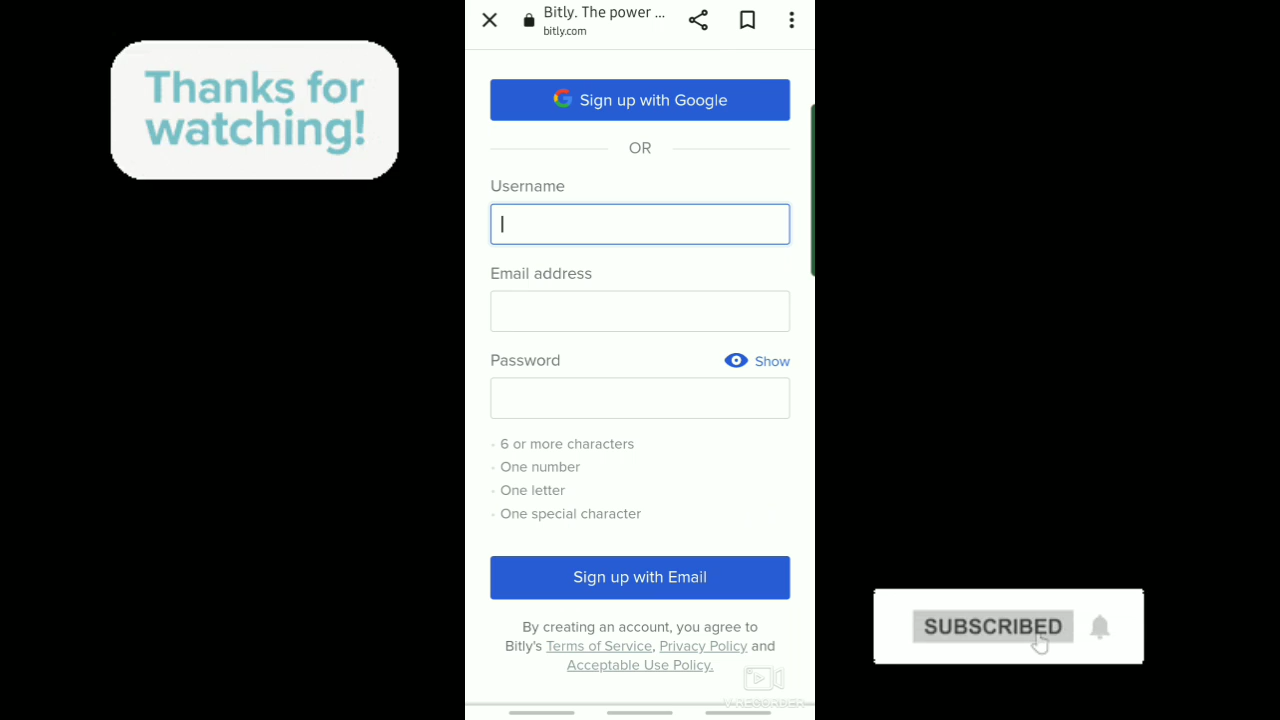 Thanks for
watching!
Bitly. The power ...
bitly.com
Sign up with Google
OR
Username
Email address
Password
Show
6 or more characters
One number
One letter
One special character
Sign up with Email
By creating an account, you agree to
Bitly's Terms of Service, Privacy Policy and
Acceptable Use Policy.
V RECORDER
SUBSCRIBED